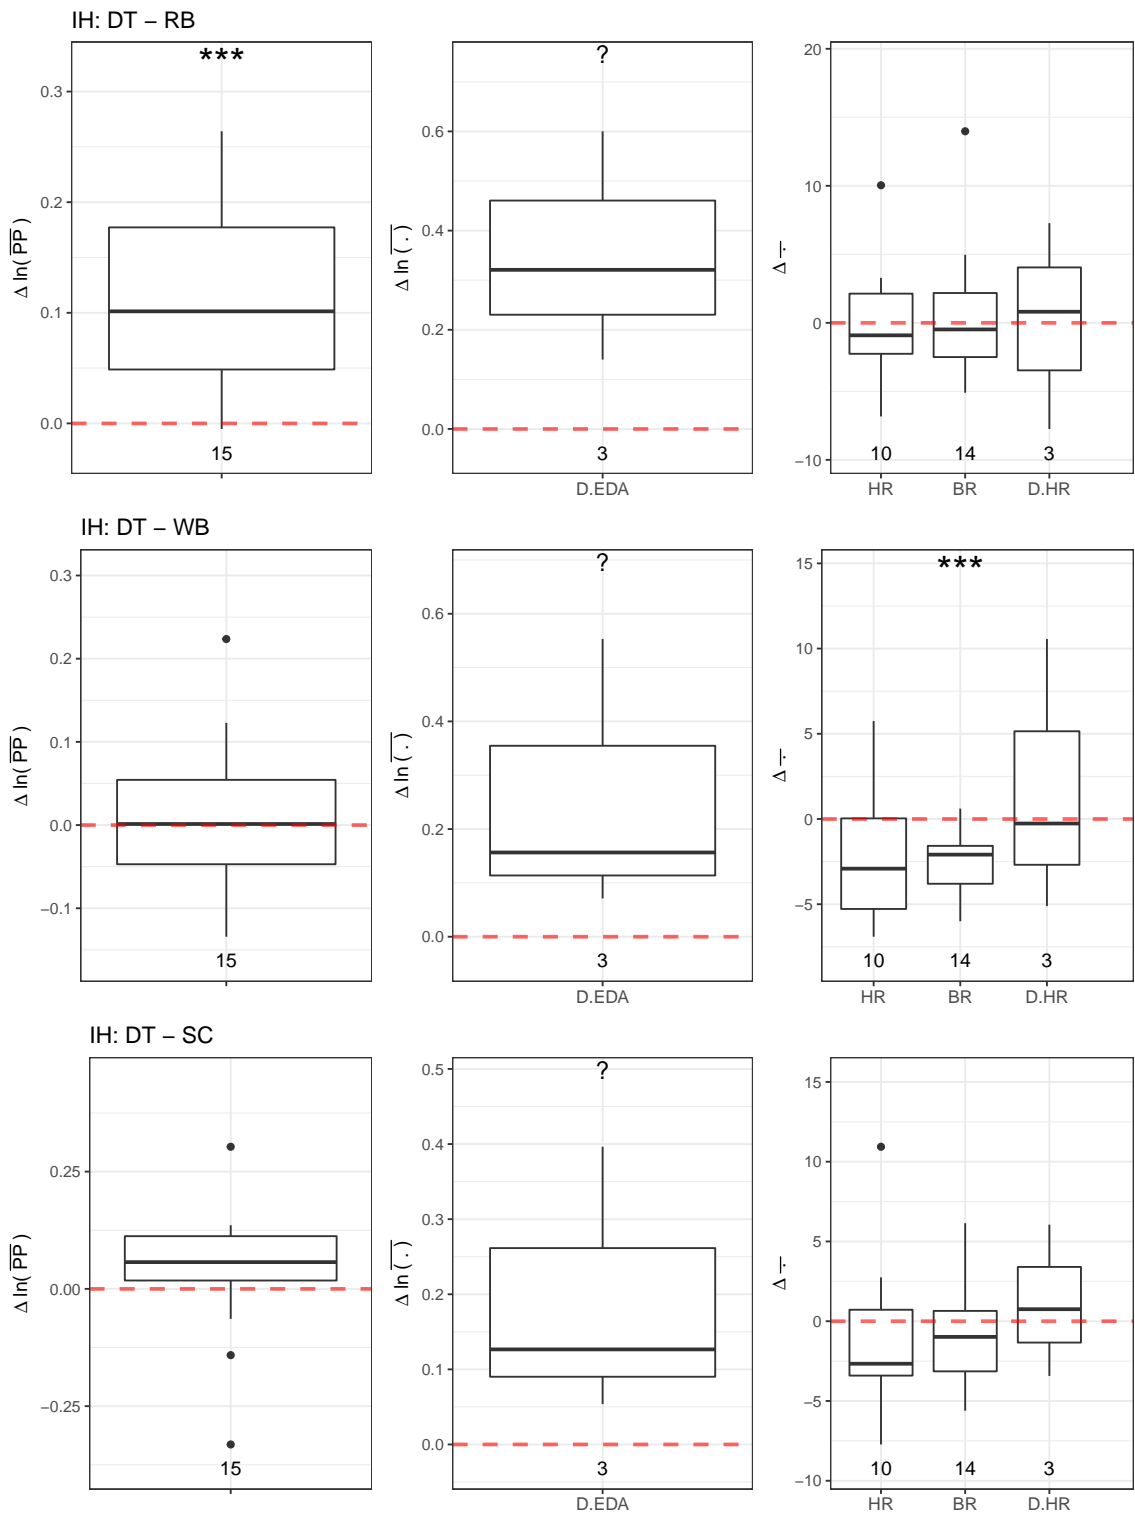 IH: DT − RB
Δ ln( PP )
0.3
0.2
0.1
0.0
***
15
Δ ln ( . )
0.6
0.4
0.2
0.0
?
3
D.EDA
Δ .
20
10
0
−10
10 14 3
HR BR D.HR
IH: DT − WB
Δ ln( PP )
0.3
0.2
0.1
0.0
−0.1
15
Δ ln ( . )
0.6
0.4
0.2
0.0
?
3
D.EDA
Δ .
15
10
5
0
−5
***
10 14 3
HR BR D.HR
IH: DT − SC
Δ ln( PP )
0.25
0.00
−0.25
15
Δ ln ( . )
0.5
0.4
0.3
0.2
0.1
0.0
?
3
D.EDA
Δ .
15
10
5
0
−5
−10
10 14 3
HR BR D.HR